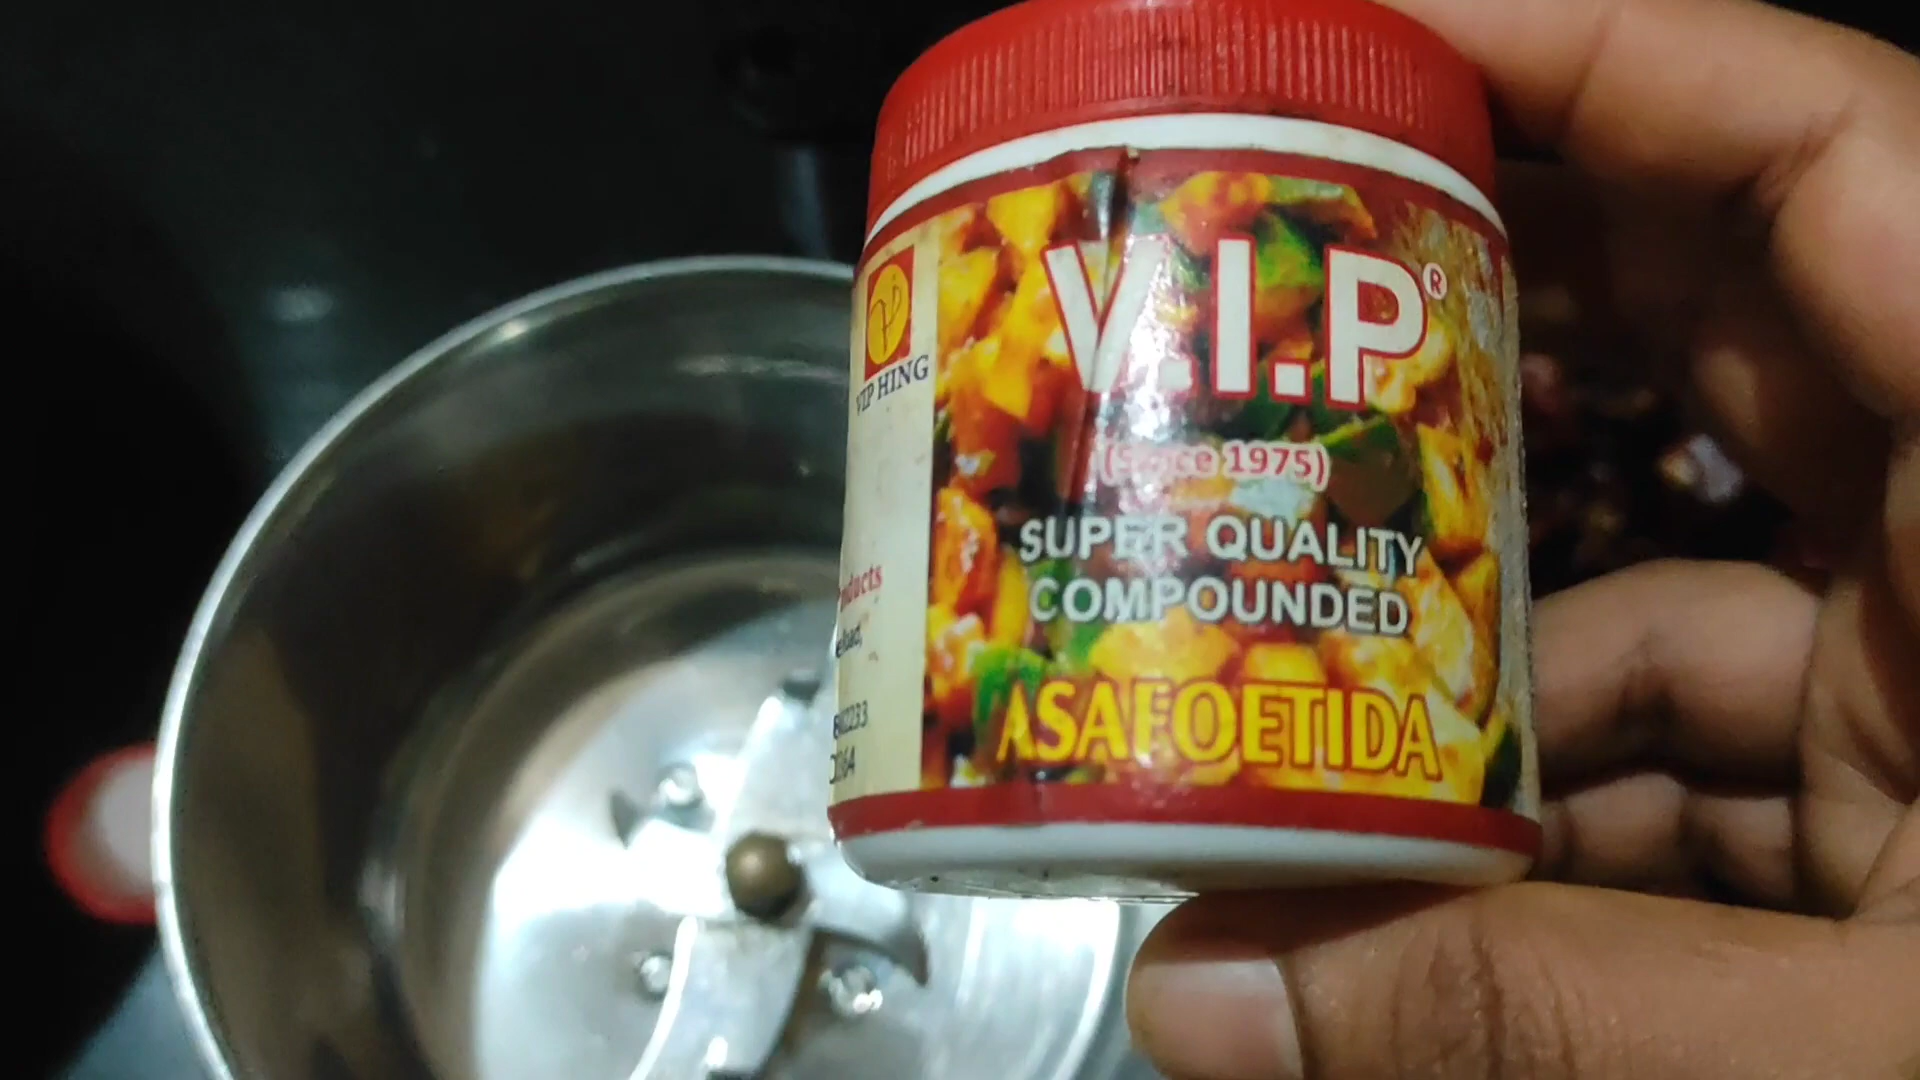 V.I.P®
(Since 1975)
SUPER QUALITY
COMPOUNDED
ASAFOETIDA
VIP HING